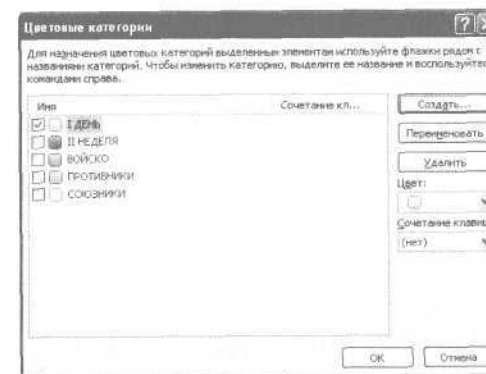 Цветовые категории
Для назначения цветовых категорий выделенным элементам используйте флажки рядом с
названиями категорий. Чтобы изменить категорию, выделите ее название и воспользуйтес
командами справа.
Имя Сочетание кл...
I ДЕНЬ
II НЕДЕЛЯ
ВОЙСКО
ПРОТИВНИКИ
СОЮЗНИКИ
Создать...
Переименовать
Удалить
Цвет:
Сочетание клавиш
(нет)
ОК Отмена